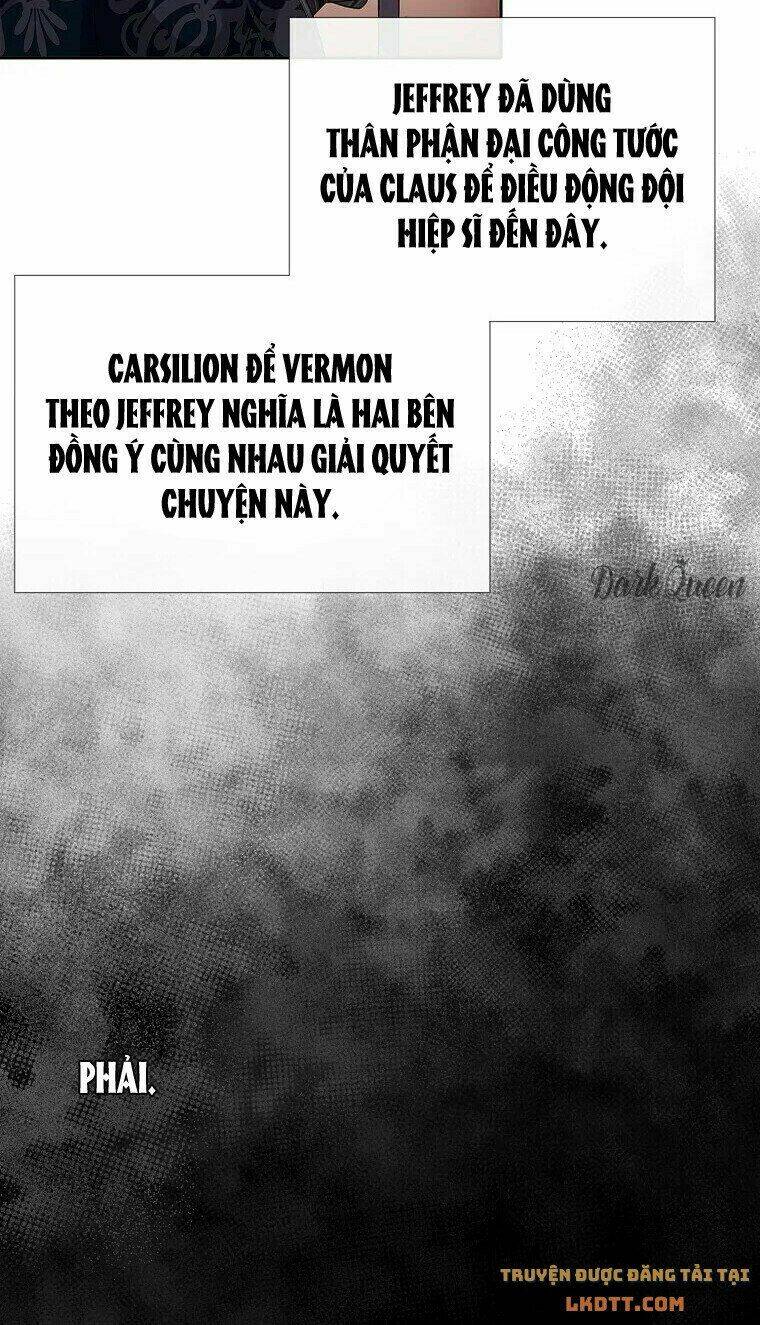 JEFFREY ĐÃ DÙNG
THÂN PHẬN ĐẠI CÔNG TƯỚC
CỦA CLAUS ĐỂ ĐIỀU ĐỘNG ĐỘI
HIỆP SĨ ĐẾN ĐÂY.
CARSILION ĐỂ VERMON
THEO JEFFREY NGHĨA LÀ HAI BÊN
ĐỒNG Ý CÙNG NHAU GIẢI QUYẾT
CHUYỆN NÀY.
Dark Queen
PHẢI.
TRUYỆN ĐƯỢC ĐĂNG TẢI TẠI
LKDTT.COM